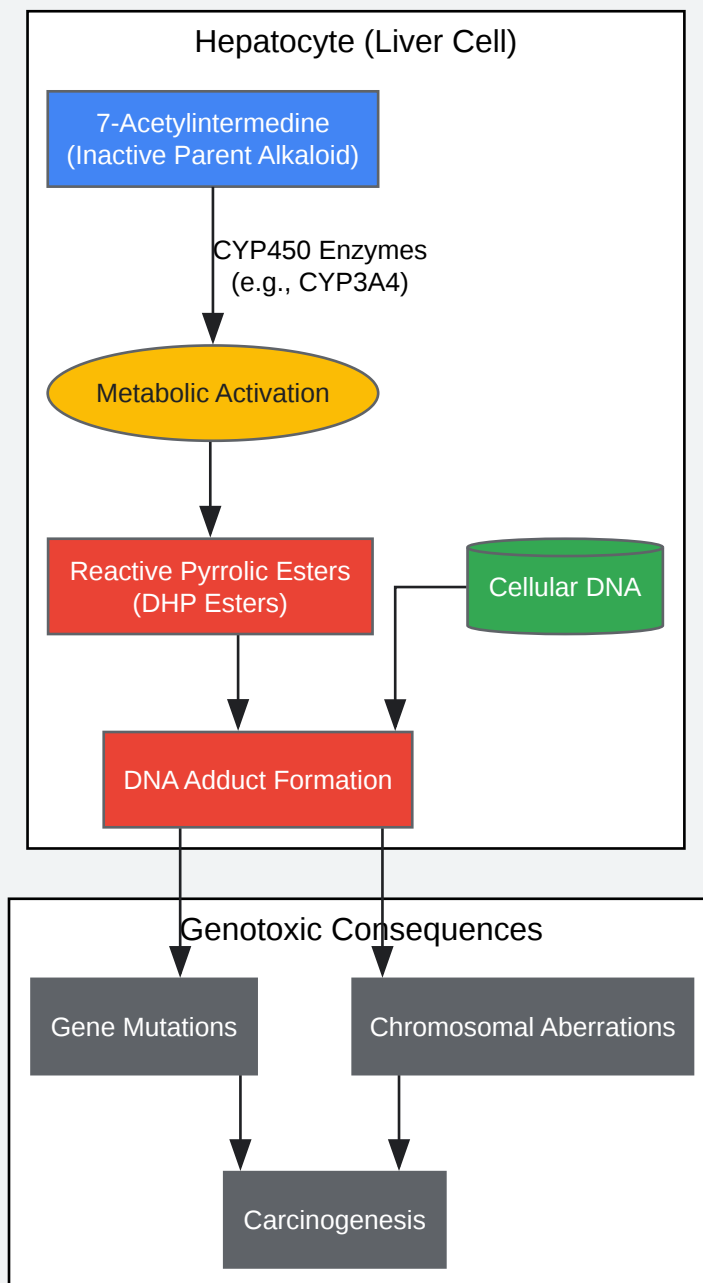 Hepatocyte (Liver Cell)
7-Acetylintermedine
(Inactive Parent Alkaloid)
CYP450 Enzymes
(e.g., CYP3A4)
Metabolic Activation
Reactive Pyrrolic Esters
(DHP Esters)
Cellular DNA
DNA Adduct Formation
Genotoxic Consequences
Gene Mutations
Chromosomal Aberrations
Carcinogenesis